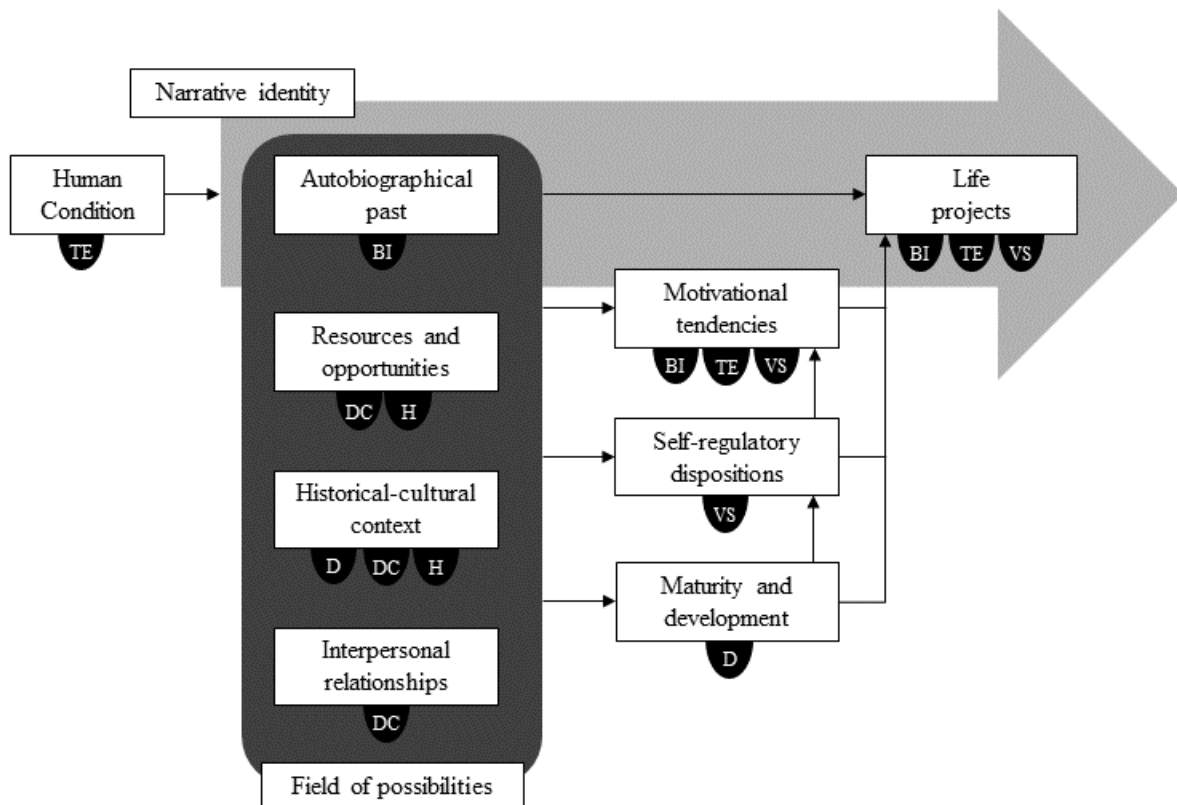 Narrative identity
Human
Condition
TE
Autobiographical
past
BI
Life
projects
BI TE VS
Resources and
opportunities
DC H
Motivational
tendencies
BI TE VS
Historical-cultural
context
D DC H
Self-regulatory
dispositions
VS
Interpersonal
relationships
DC
Maturity and
development
D
Field of possibilities